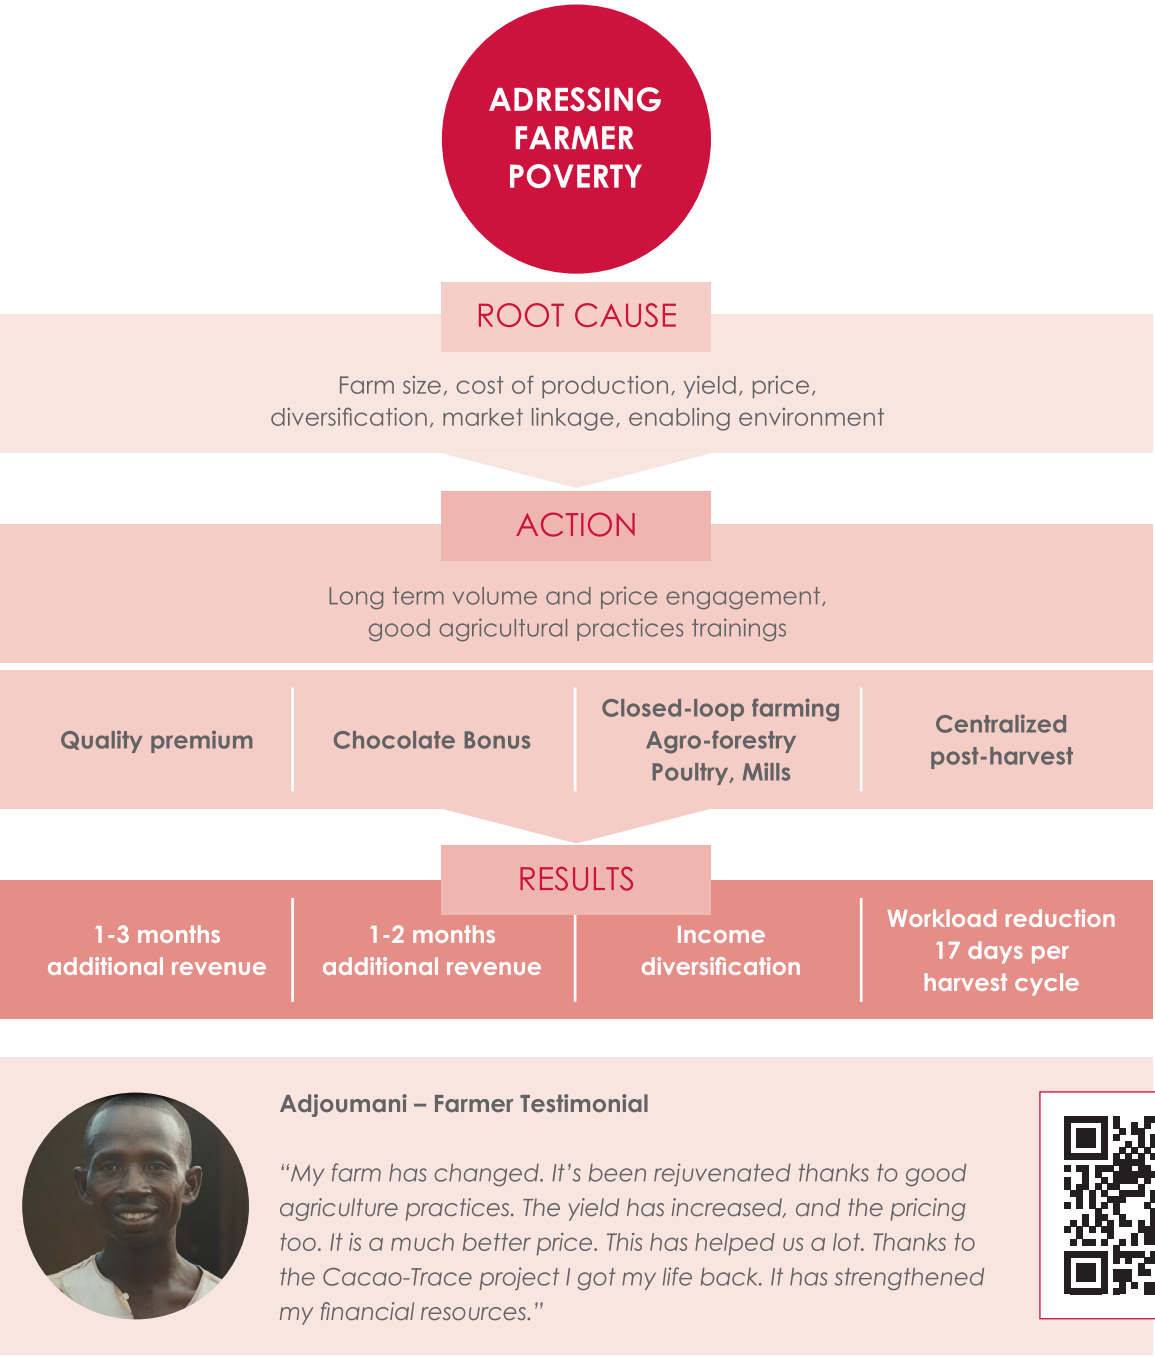 ADRESSING
FARMER
POVERTY
ROOT CAUSE
Farm size, cost of production, yield, price,
diversification, market linkage, enabling environment
ACTION
Long term volume and price engagement,
good agricultural practices trainings
Quality premium
Chocolate Bonus
Closed-loop farming
Agro-forestry
Poultry, Mills
Centralized
post-harvest
RESULTS
1-3 months
additional revenue
1-2 months
additional revenue
Income
diversification
Workload reduction
17 days per
harvest cycle
Adjoumani – Farmer Testimonial
“My farm has changed. It’s been rejuvenated thanks to good
agriculture practices. The yield has increased, and the pricing
too. It is a much better price. This has helped us a lot. Thanks to
the Cacao-Trace project I got my life back. It has strengthened
my financial resources.”